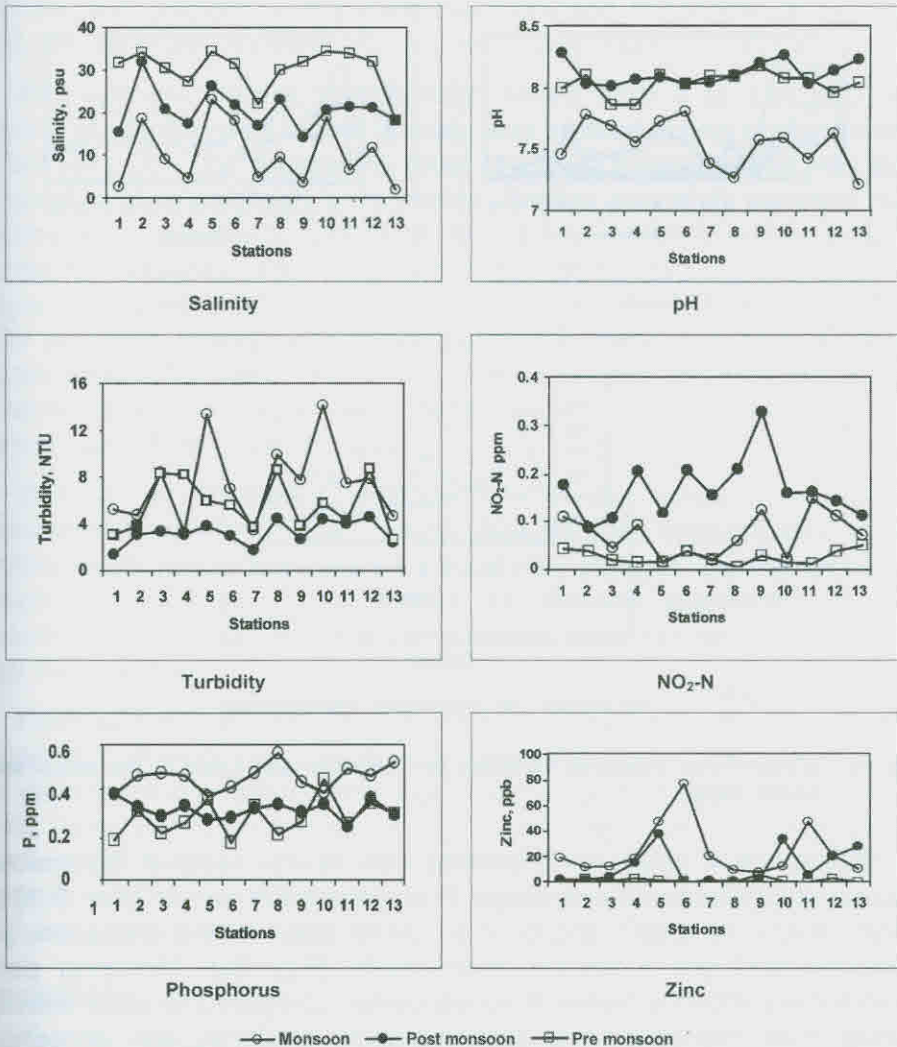 40
30
20
10
0
Salinity, psu
1 2 3 4 5 6 7 8 9 10 11 12 13
Stations
Salinity
8.5
8
7.5
7
pH
1 2 3 4 5 6 7 8 9 10 11 12 13
Stations
pH
16
12
8
4
0
Turbidity, NTU
1 2 3 4 5 6 7 8 9 10 11 12 13
Stations
Turbidity
0.4
0.3
0.2
0.1
0
NO₂-N ppm
1 2 3 4 5 6 7 8 9 10 11 12 13
Stations
NO₂-N
0.6
0.4
0.2
0
P, ppm
1 1 2 3 4 5 6 7 8 9 10 11 12 13
Stations
Phosphorus
100
80
60
40
20
0
Zinc, ppb
1 2 3 4 5 6 7 8 9 10 11 12 13
Stations
Zinc
Monsoon Post monsoon Pre monsoon